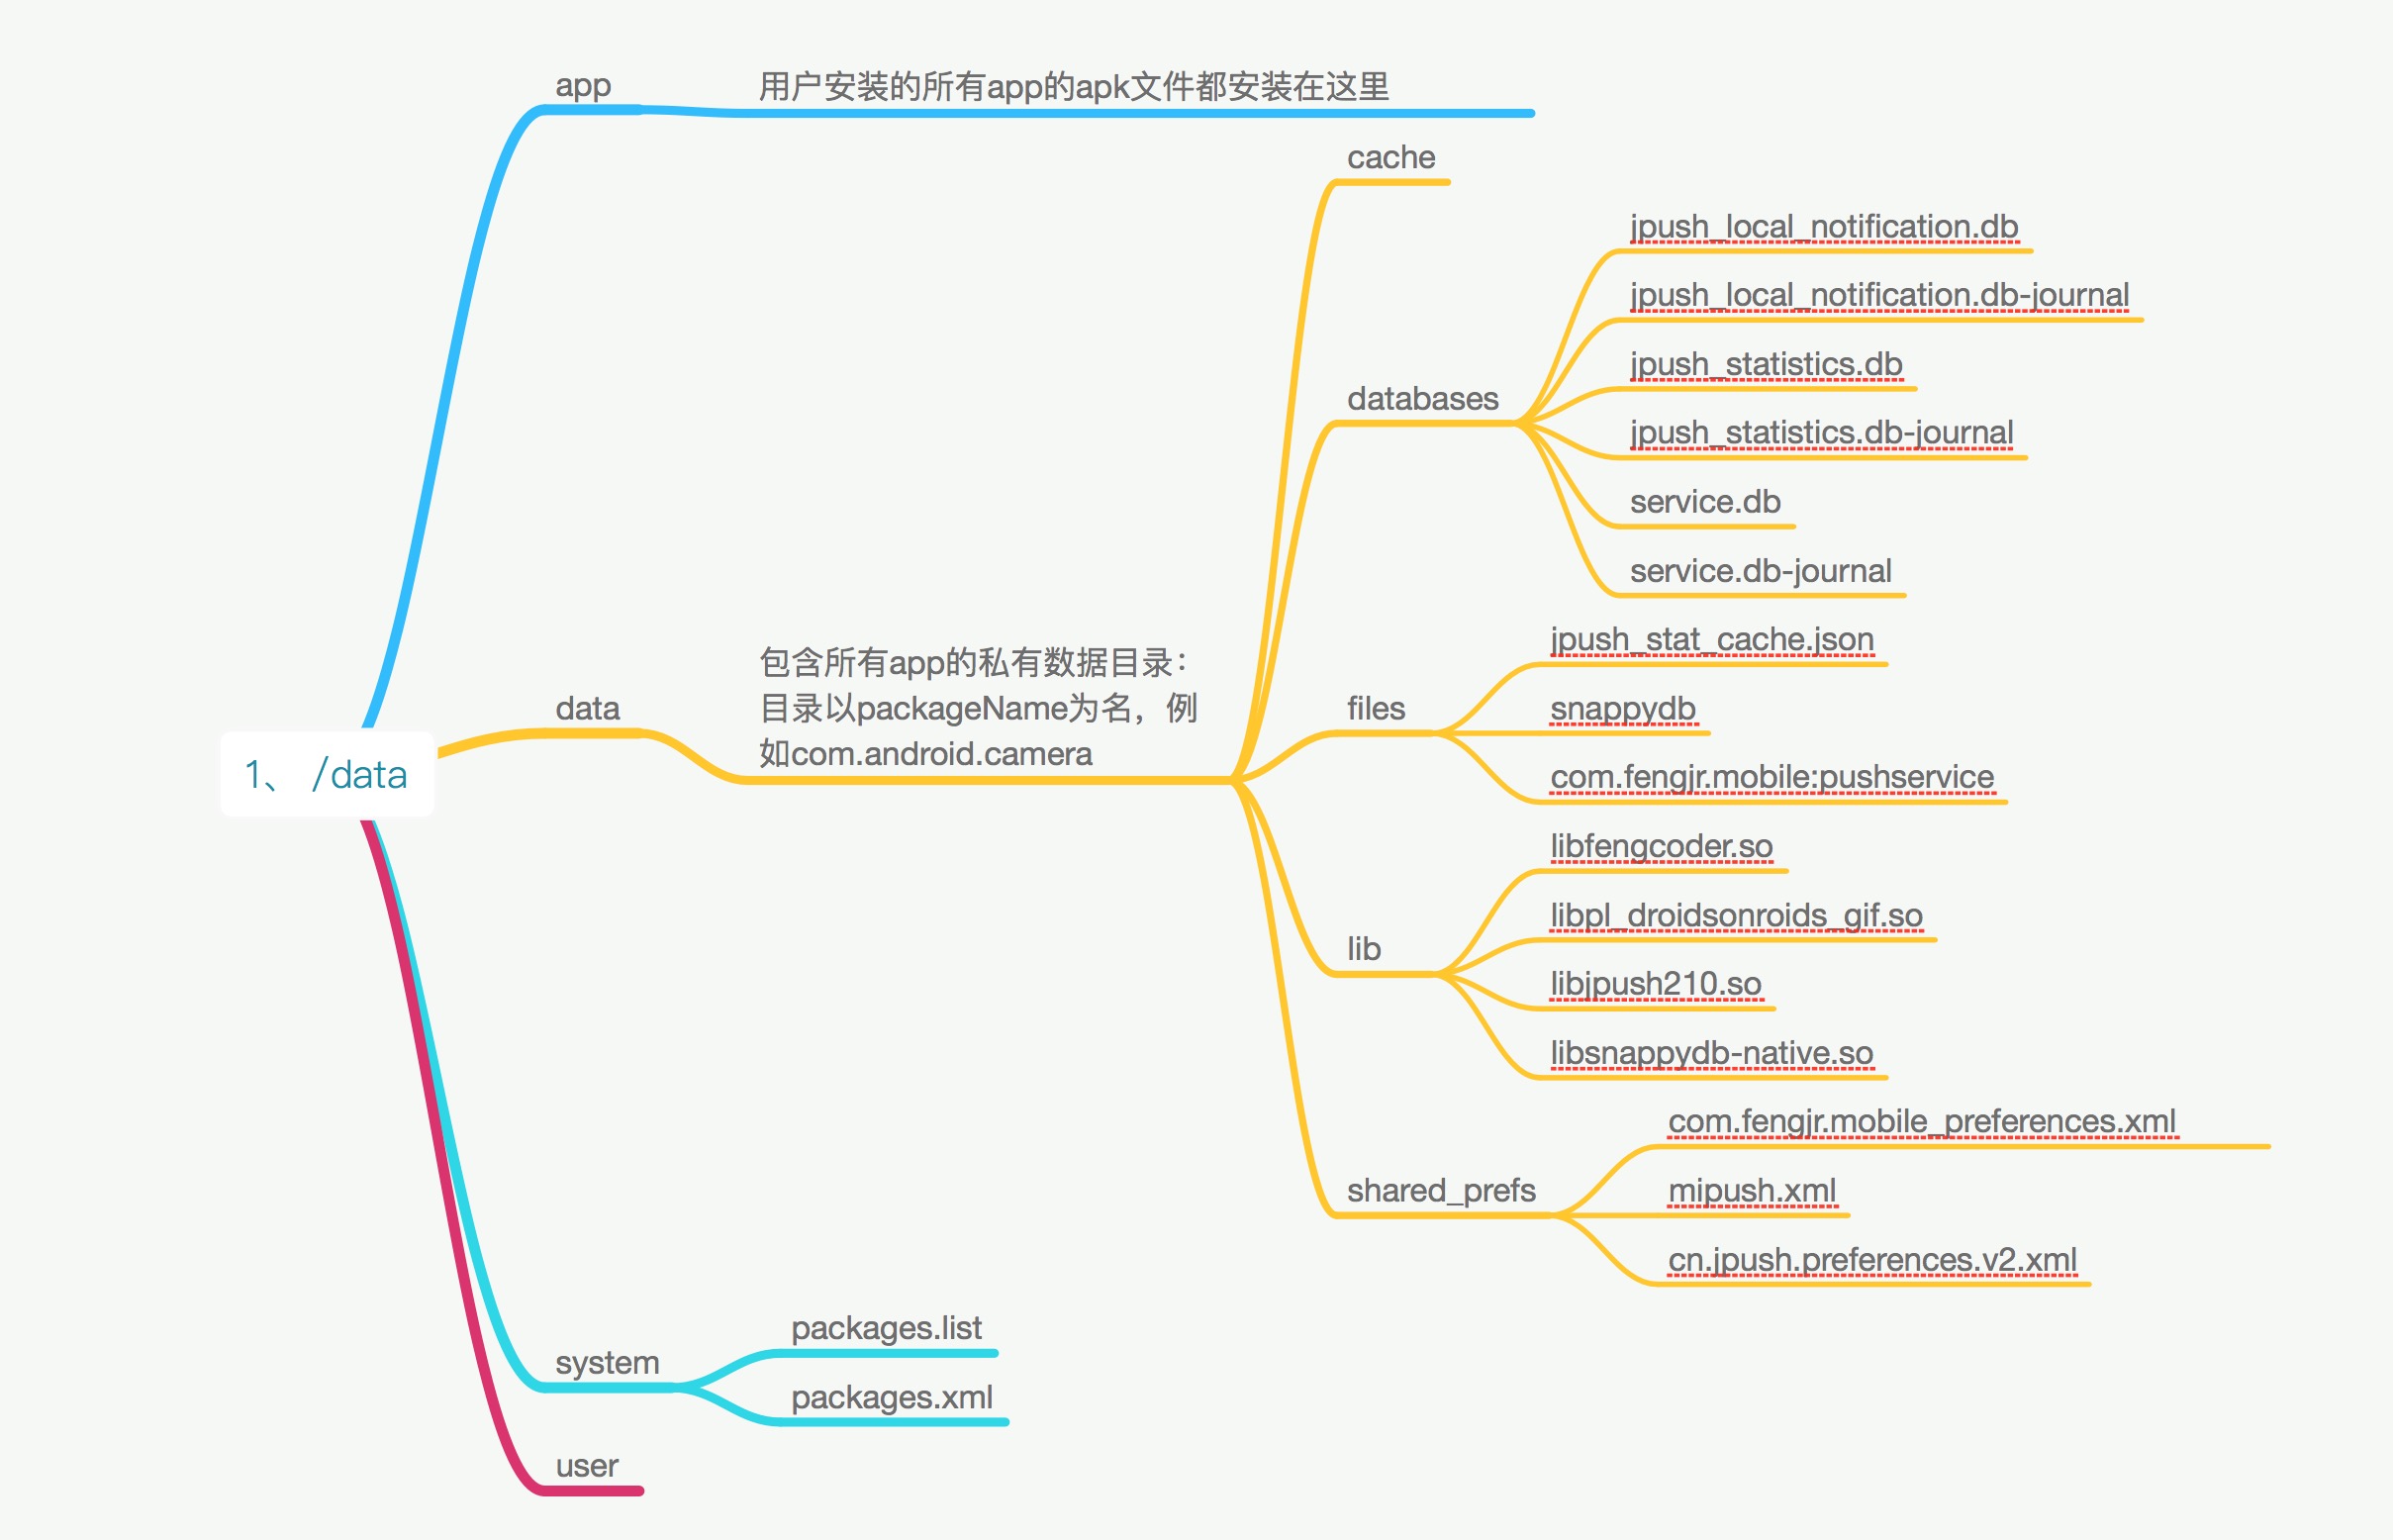 1、 /data
app
用户安装的所有app的apk文件都安装在这里
data
包含所有app的私有数据目录：
目录以packageName为名，例
如com.android.camera
cache
databases
jpush_local_notification.db
jpush_local_notification.db-journal
jpush_statistics.db
jpush_statistics.db-journal
service.db
service.db-journal
files
jpush_stat_cache.json
snappydb
com.fengjr.mobile:pushservice
lib
libfengcoder.so
libpl_droidsonroids_gif.so
libjpush210.so
libsnappydb-native.so
shared_prefs
com.fengjr.mobile_preferences.xml
mipush.xml
cn.jpush.preferences.v2.xml
system
packages.list
packages.xml
user